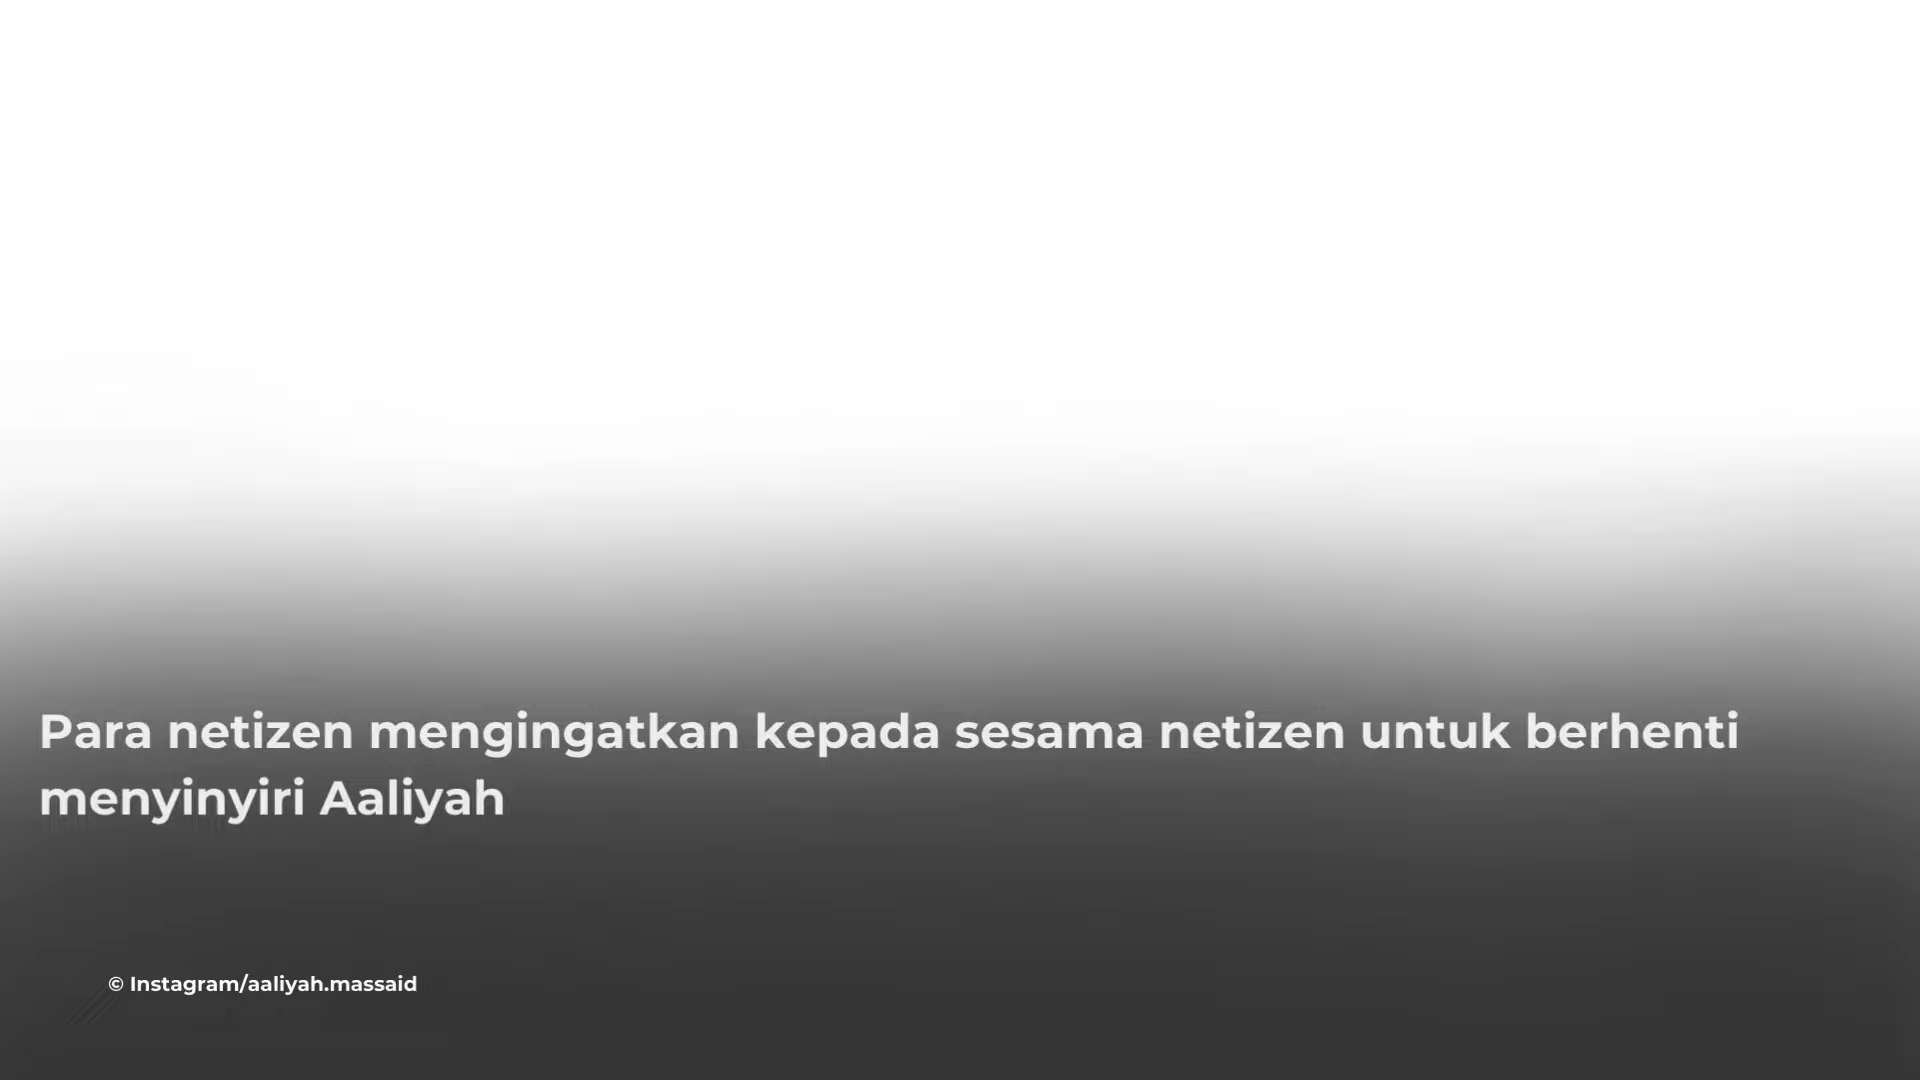 Para netizen mengingatkan kepada sesama netizen untuk berhenti
menyinyiri Aaliyah
© Instagram/aaliyah.massaid